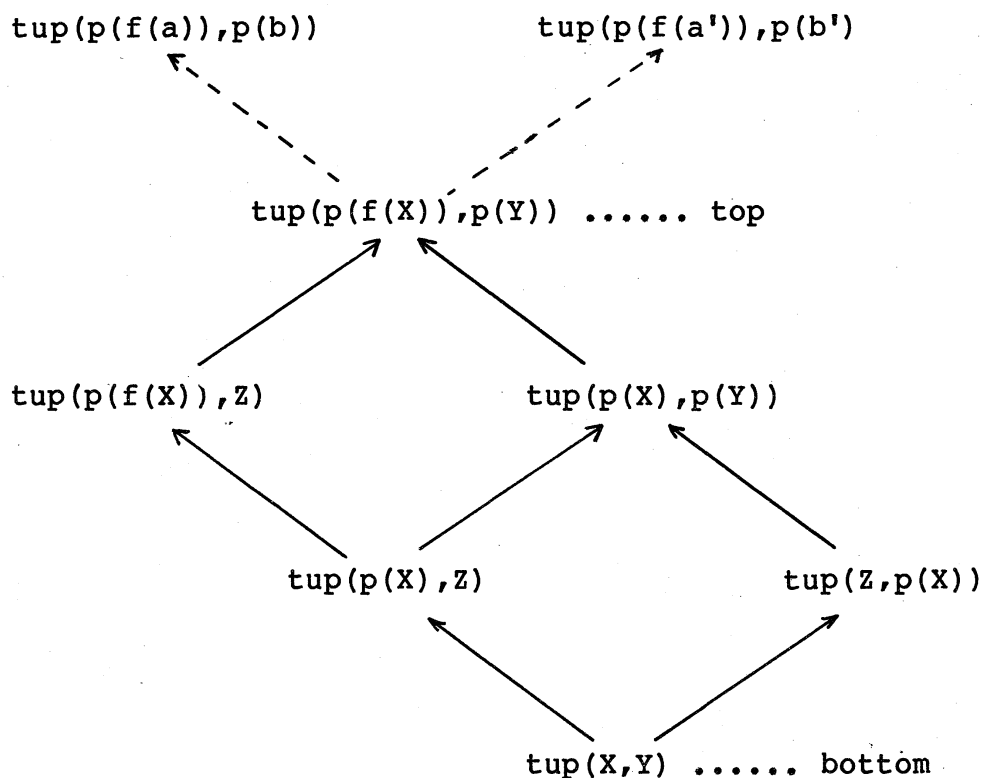 tup(p(f(a)),p(b)) tup(p(f(a')),p(b')
tup(p(f(X)),p(Y)) ...... top
tup(p(f(X)),Z) tup(p(X),p(Y))
tup(p(X),Z) tup(Z,p(X))
tup(X,Y) ...... bottom